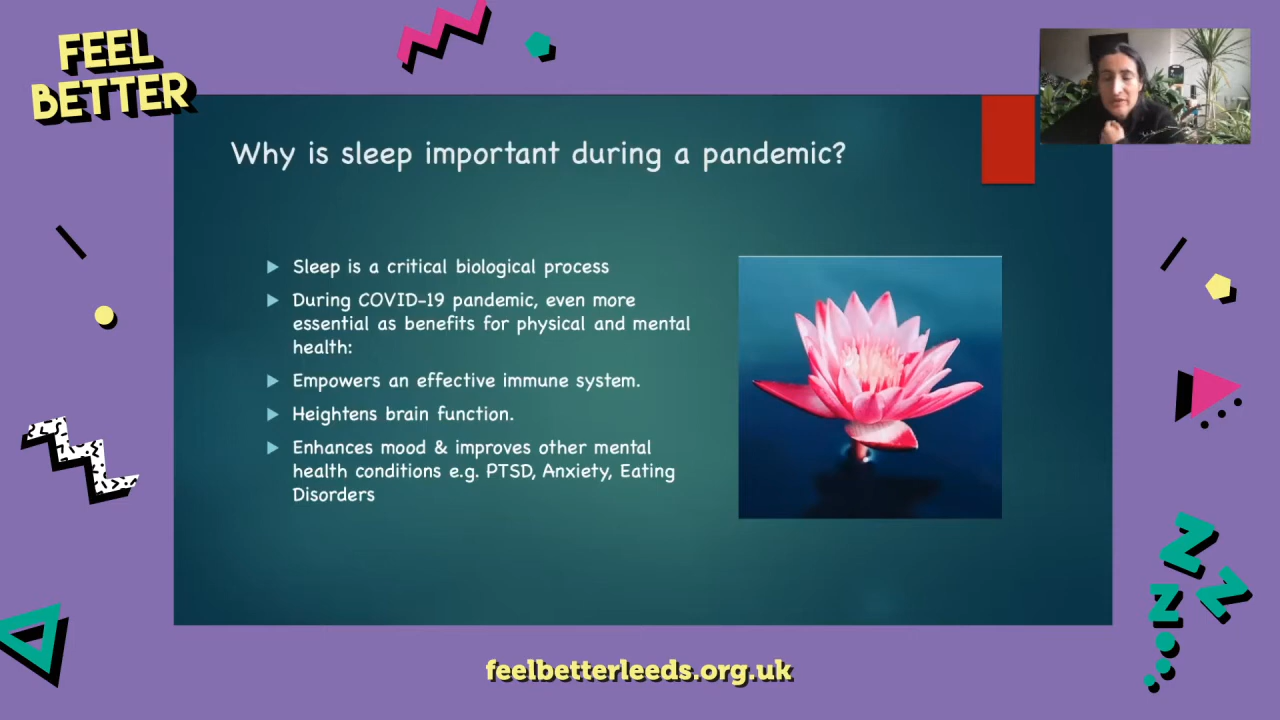 FEEL
BETTER
Why is sleep important during a pandemic?
Sleep is a critical biological process
During COVID-19 pandemic, even more
essential as benefits for physical and mental
health:
Empowers an effective immune system.
Heightens brain function.
Enhances mood & improves other mental
health conditions e.g. PTSD, Anxiety, Eating
Disorders
Z
Z
Z
feelbetterleeds.org.uk